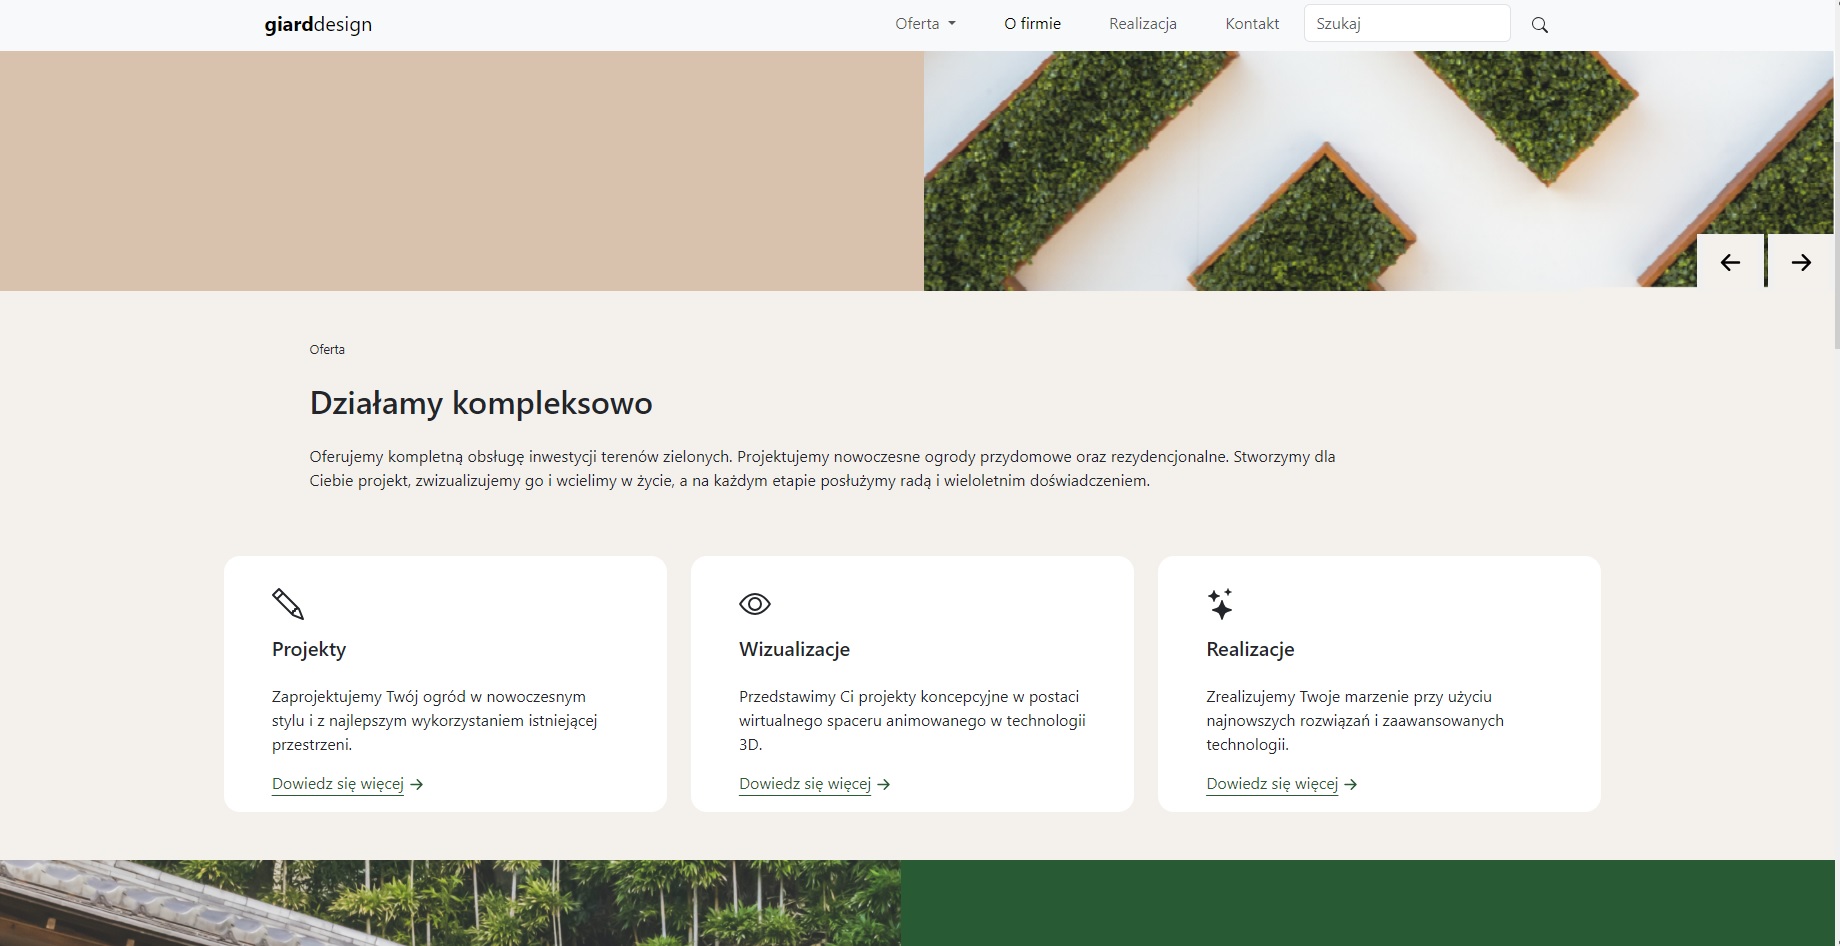 giarddesign
Oferta
O firmie
Realizacja
Kontakt
Szukaj
Oferta
Działamy kompleksowo
Oferujemy kompletną obsługę inwestycji terenów zielonych. Projektujemy nowoczesne ogrody przydomowe oraz rezydencjonalne. Stworzymy dla
Ciebie projekt, zwizualizujemy go i wcielimy w życie, a na każdym etapie posłużymy radą i wieloletnim doświadczeniem.
Projekty
Zaprojektujemy Twój ogród w nowoczesnym
stylu i z najlepszym wykorzystaniem istniejącej
przestrzeni.
Dowiedz się więcej
Wizualizacje
Przedstawimy Ci projekty koncepcyjne w postaci
wirtualnego spaceru animowanego w technologii
3D.
Dowiedz się więcej
Realizacje
Zrealizujemy Twoje marzenie przy użyciu
najnowszych rozwiązań i zaawansowanych
technologii.
Dowiedz się więcej